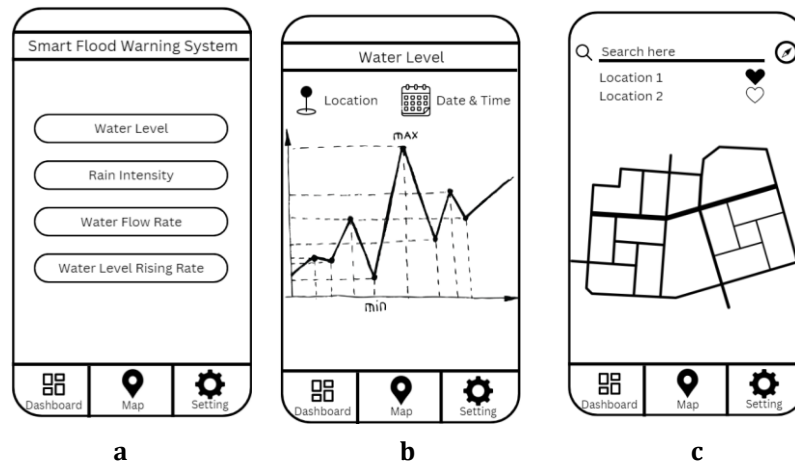 Smart Flood Warning System
Water Level
Rain Intensity
Water Flow Rate
Water Level Rising Rate
Dashboard
Map
Setting
a
Water Level
Location
Date & Time
MAX
min
Dashboard
Map
Setting
b
Search here
Location 1
Location 2
Dashboard
Map
Setting
c